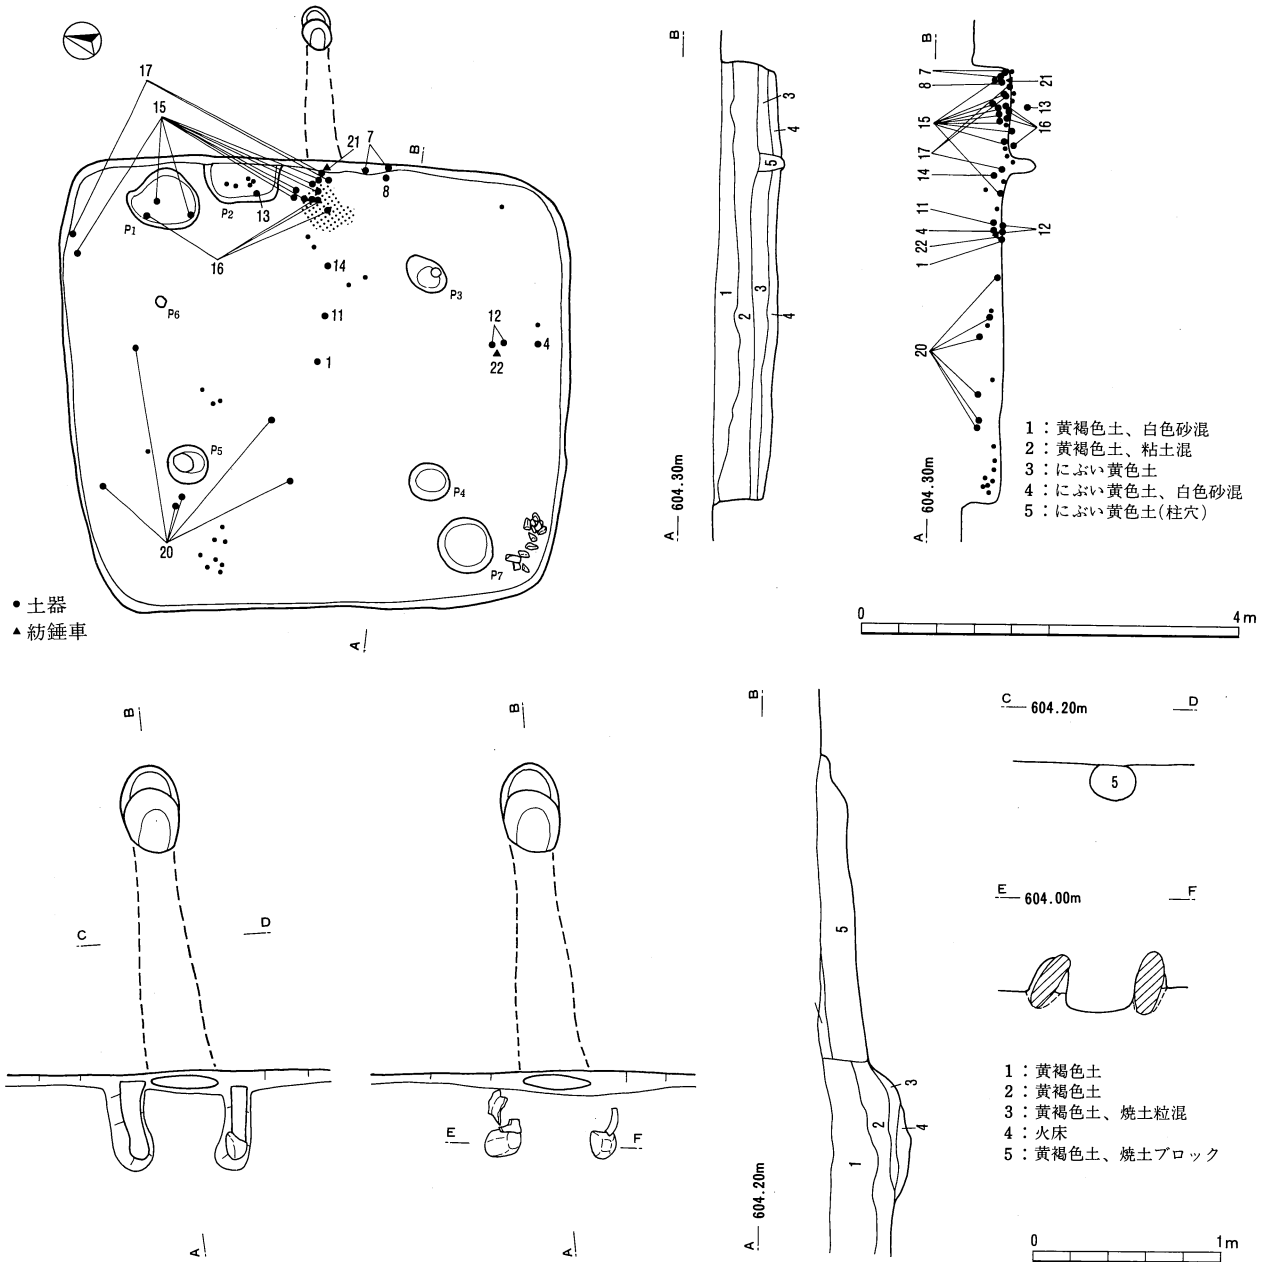 17
15
21
7
B
8
P1
P2
13
16
14
P3
P6
11
12
1
4
22
P5
P4
20
P7
● 土器
▲ 紡錘車
A
B
3
4
5
1
2
3
4
A 604.30m
B
7
8
21
13
15
16
17
14
11
4
12
22
1
20
A 604.30m
1：黄褐色土、白色砂混
2：黄褐色土、粘土混
3：にぶい黄色土
4：にぶい黄色土、白色砂混
5：にぶい黄色土(柱穴)
0 4m
B
C
D
A
B
E
F
A
B
5
3
4
2
1
A 604.20m
C 604.20m D
5
E 604.00m F
1：黄褐色土
2：黄褐色土
3：黄褐色土、焼土粒混
4：火床
5：黄褐色土、焼土ブロック
0 1m